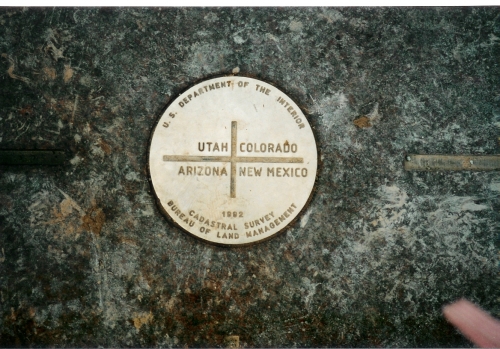 U.S. DEPARTMENT OF THE INTERIOR
UTAH COLORADO
ARIZONA NEW MEXICO
1992
CADASTRAL SURVEY
BUREAU OF LAND MANAGEMENT